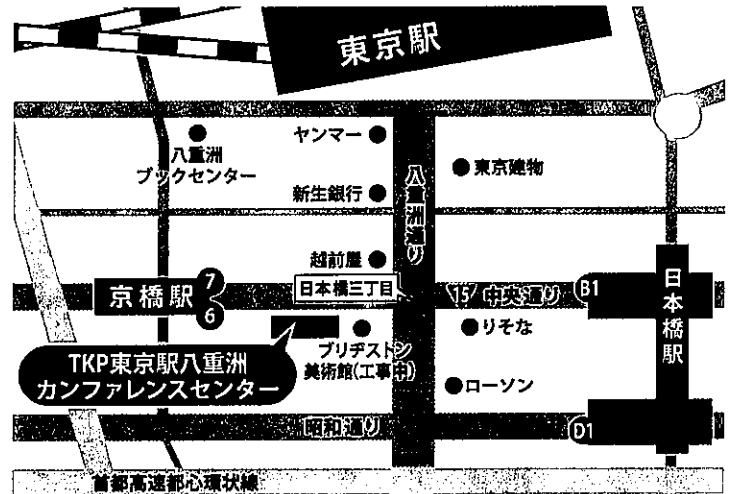 東京駅
ヤンマー
八重洲
ブックセンター
八重洲通り
東京建物
新生銀行
越前屋
日本橋三丁目
京橋駅
7
6
15
中央通り
B1
日本橋駅
TKP東京駅八重洲
カンファレンスセンター
ブリヂストン
美術館(工事中)
りそな
ローソン
昭和通り
D1
首都高速都心環状線